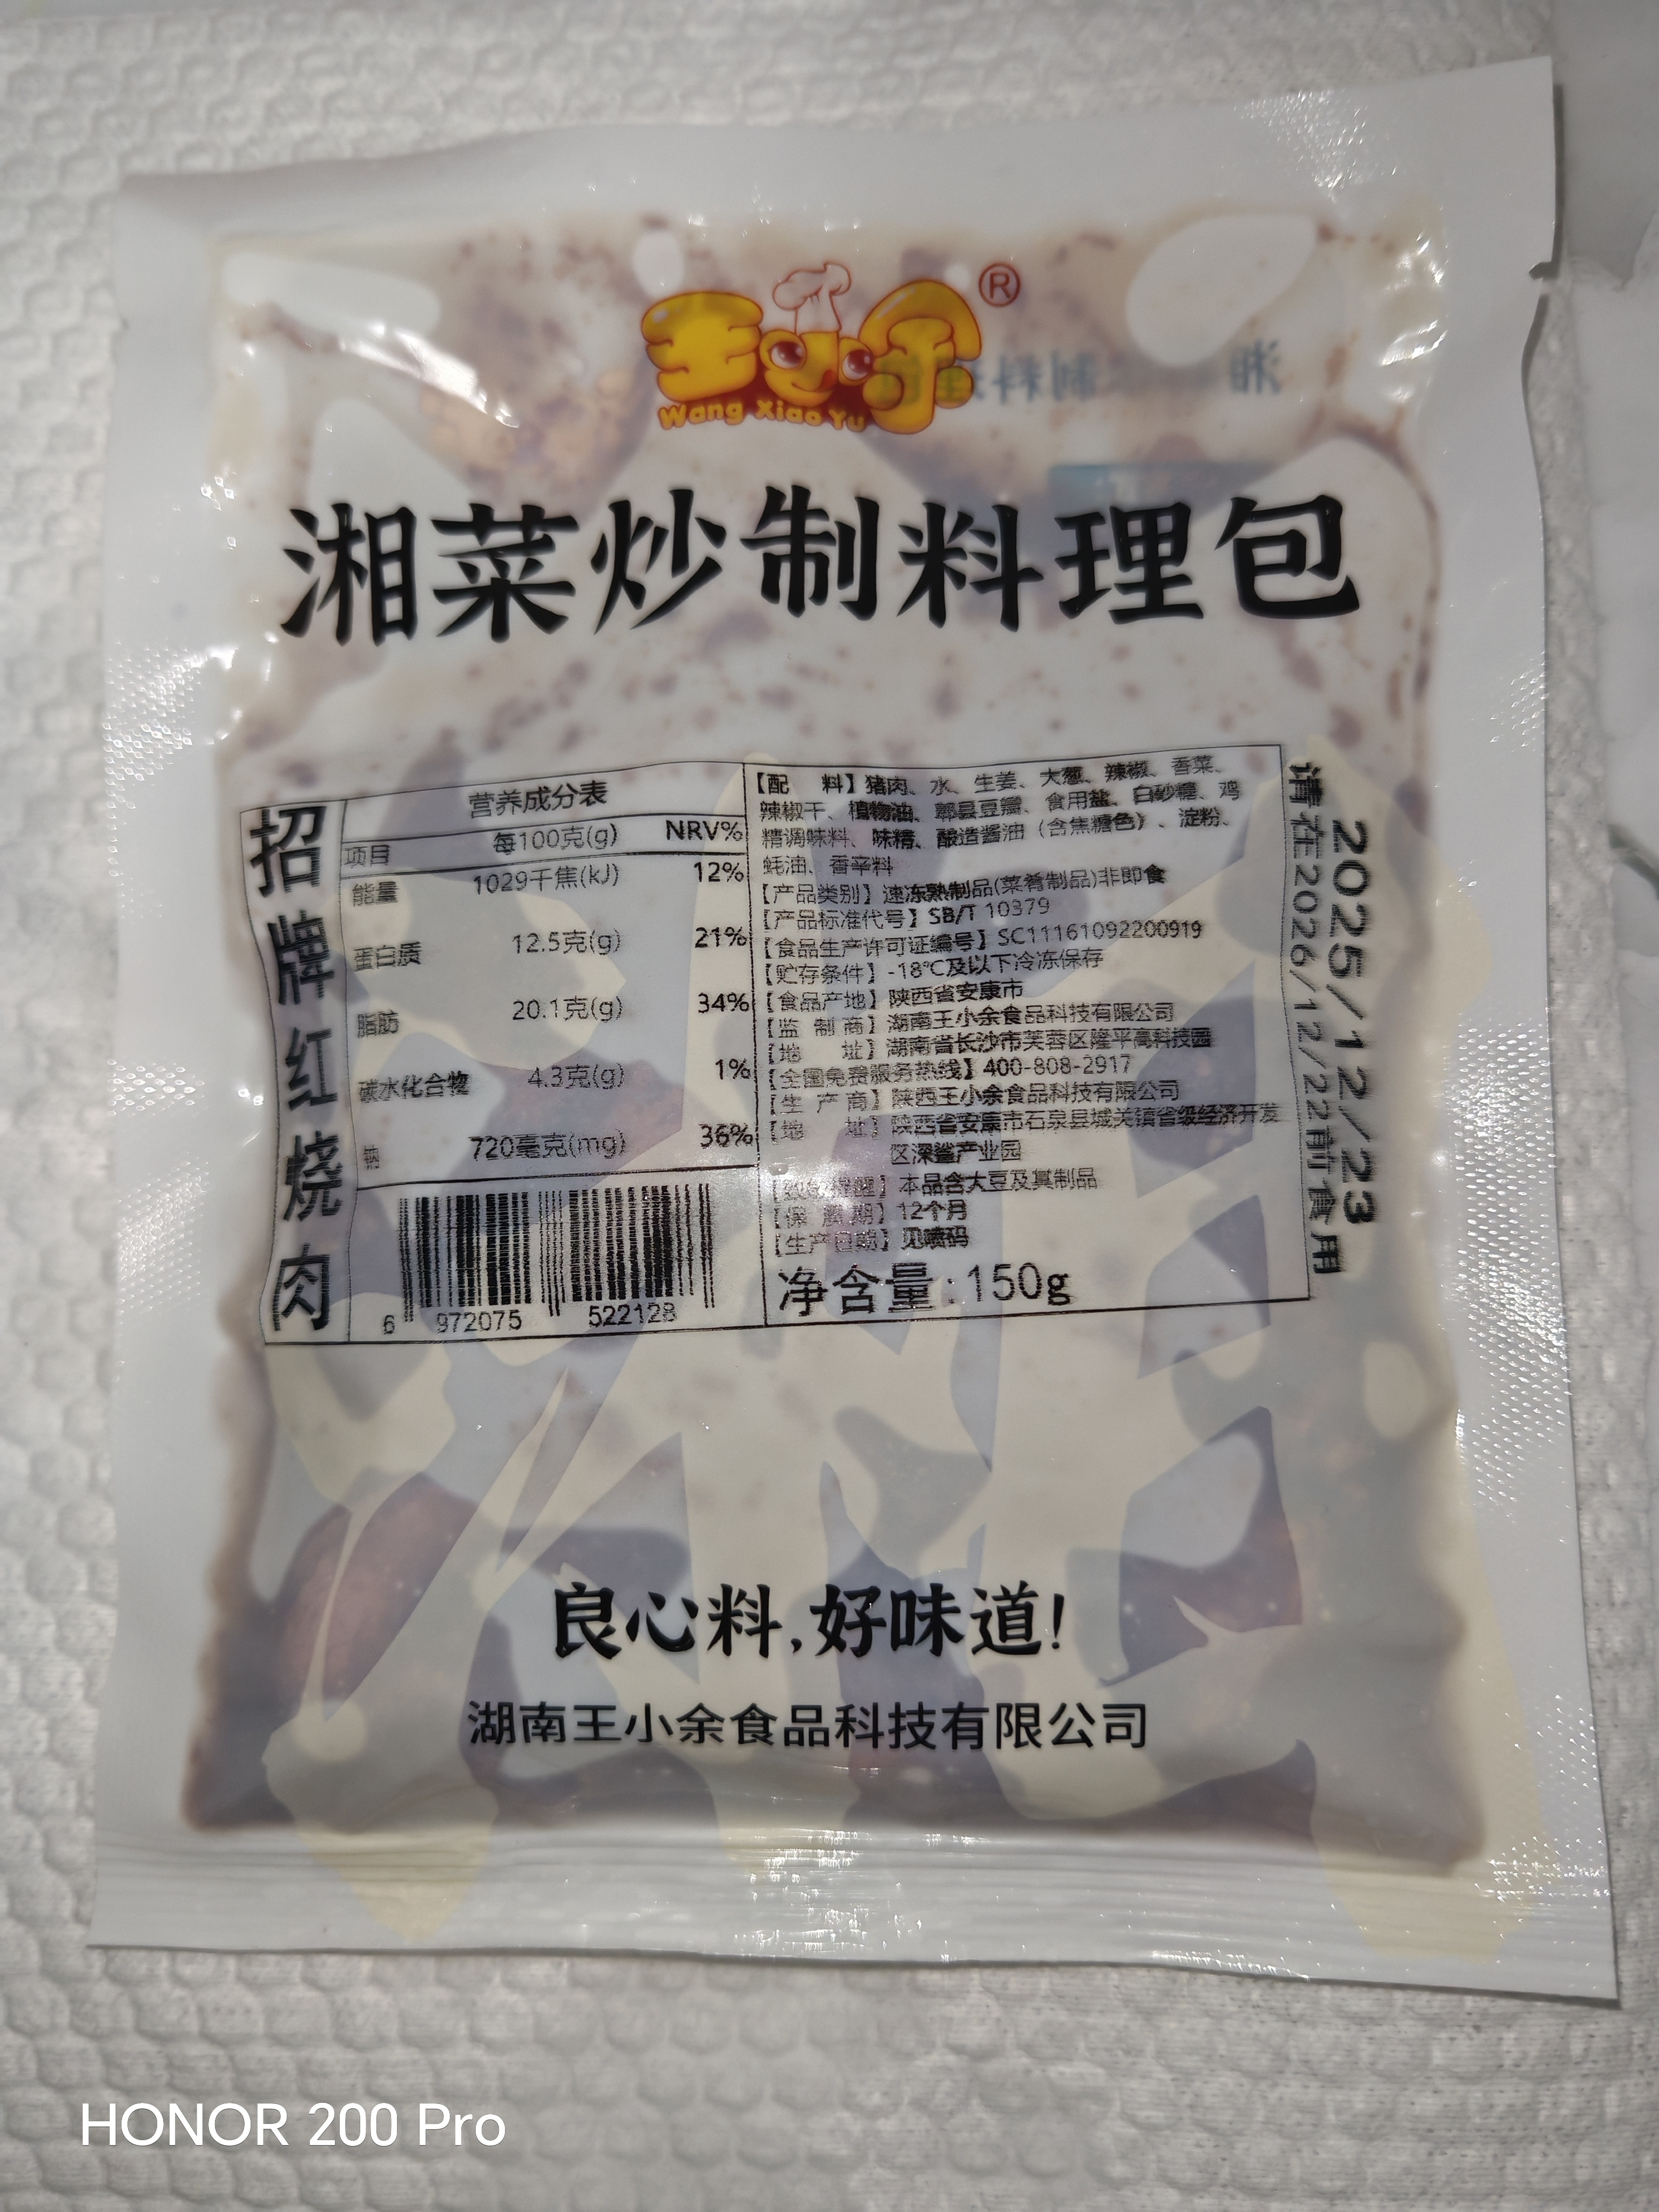 王小余®
Wang Xiao Yu
湘菜炒制料理包
招牌红烧肉
营养成分表
项目 每100克(g) NRV%
能量 1029千焦(kJ) 12%
蛋白质 12.5克(g) 21%
脂肪 20.1克(g) 34%
碳水化合物 4.3克(g) 1%
钠 720毫克(mg) 36%
6 972075 522128
【配 料】猪肉、水、生姜、大葱、辣椒、香菜、
辣椒干、植物油、郫县豆瓣、食用盐、白砂糖、鸡
精调味料、味精、酿造酱油（含焦糖色）、淀粉、
蚝油、香辛料
【产品类别】速冻熟制品(菜肴制品)非即食
【产品标准代号】SB/T 10379
【食品生产许可证编号】SC11161092200919
【贮存条件】-18℃及以下冷冻保存
【食品产地】陕西省安康市
【监 制 商】湖南王小余食品科技有限公司
【地 址】湖南省长沙市芙蓉区隆平高科技园
【全国免费服务热线】400-808-2917
【生 产 商】陕西王小余食品科技有限公司
【地 址】陕西省安康市石泉县城关镇省级经济开发
区深鲨产业园
本品含大豆及其制品
【保 质 期】12个月
【生产日期】见喷码
净含量:150g
2025/12/23
请在2026/12/22前食用
良心料,好味道!
湖南王小余食品科技有限公司
HONOR 200 Pro